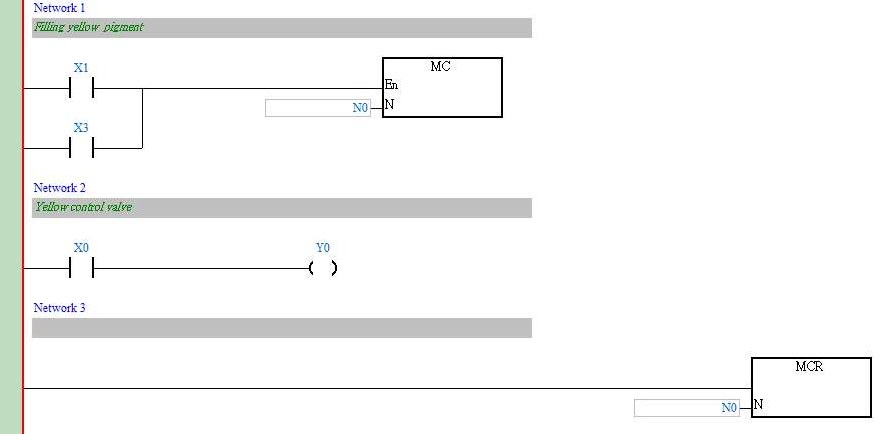 Network 1
Filling yellow pigment
X1
MC
En
N0 N
X3
Network 2
Yellow control valve
X0 Y0
Network 3
MCR
N0 N